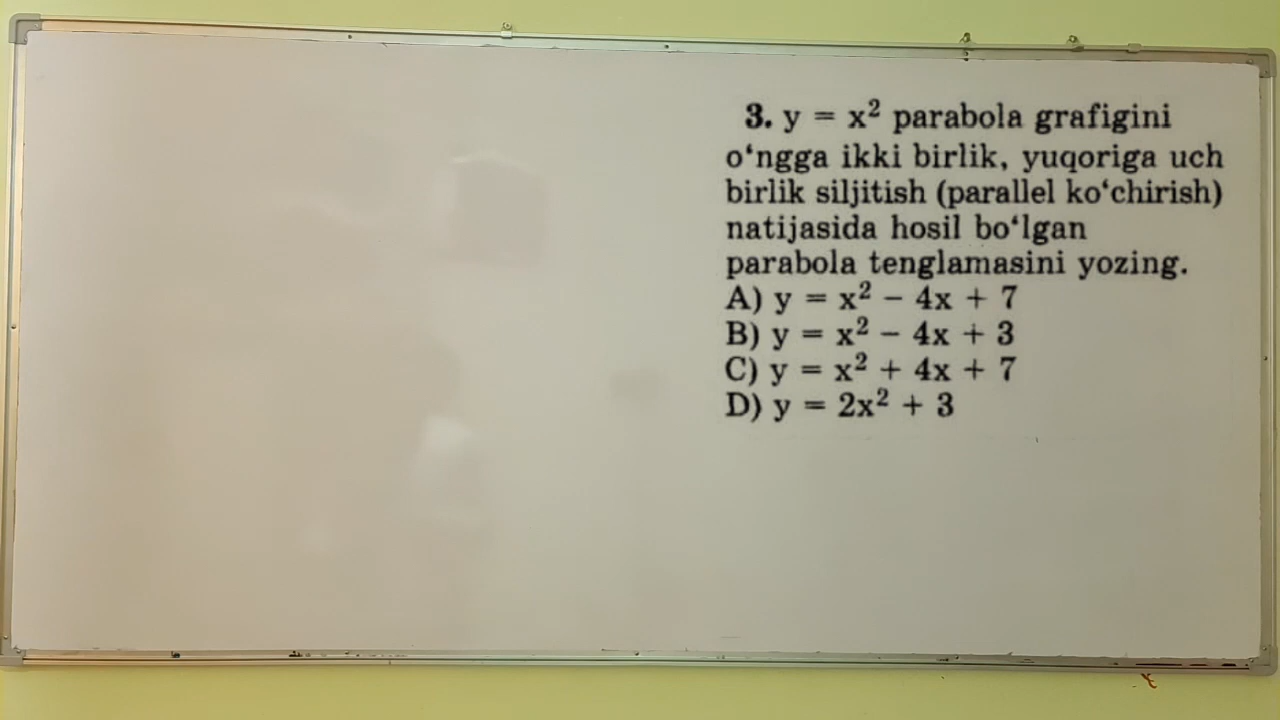 3. y = x² parabola grafigini
o‘ngga ikki birlik, yuqoriga uch
birlik siljitish (parallel ko‘chirish)
natijasida hosil bo‘lgan
parabola tenglamasini yozing.
A) y = x² − 4x + 7
B) y = x² − 4x + 3
C) y = x² + 4x + 7
D) y = 2x² + 3